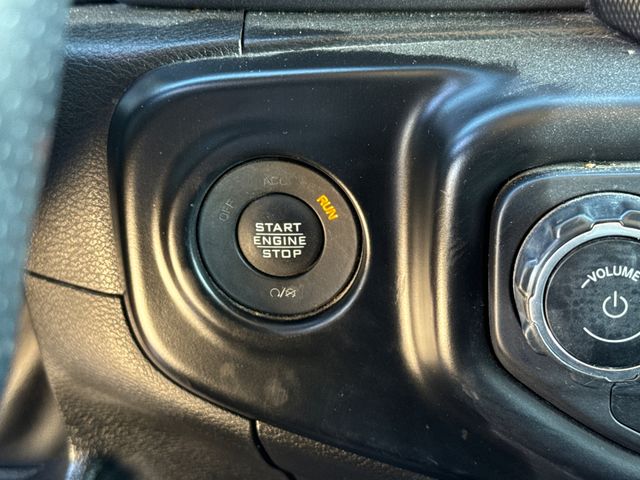 OFF
ACC
RUN
START
ENGINE
STOP
VOLUME